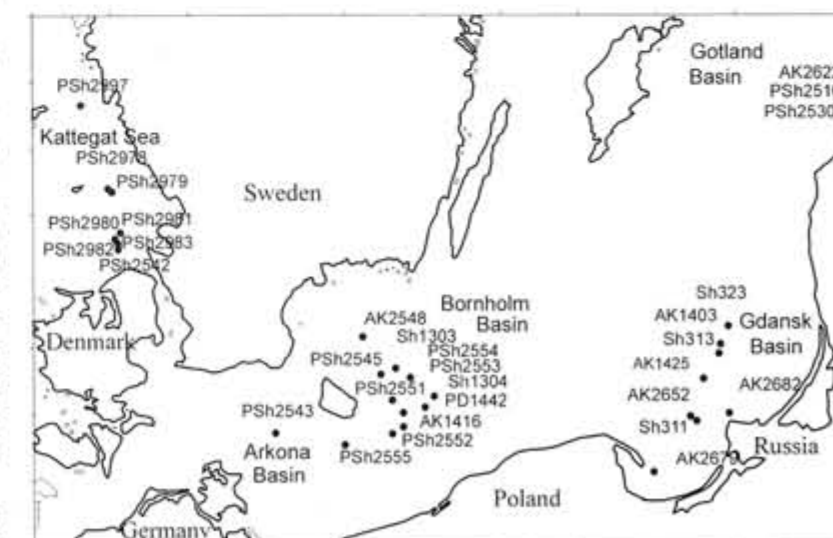 Gotland
Basin
AK2622
PSh2510
PSh2530
PSh2997
Kattegat Sea
PSh2978
PSh2979
Sweden
PSh2980
PSh2981
PSh2982
PSh2983
PSh2542
Denmark
Bornholm
Basin
AK2548
Sh1303
PSh2554
PSh2545
PSh2553
PSh2551
Sh1304
PSh2543
PD1442
AK1416
PSh2552
Arkona
Basin
PSh2555
Sh323
AK1403
Gdansk
Basin
Sh313
AK1425
AK2652
AK2682
Sh311
Russia
AK2679
Poland
Germany